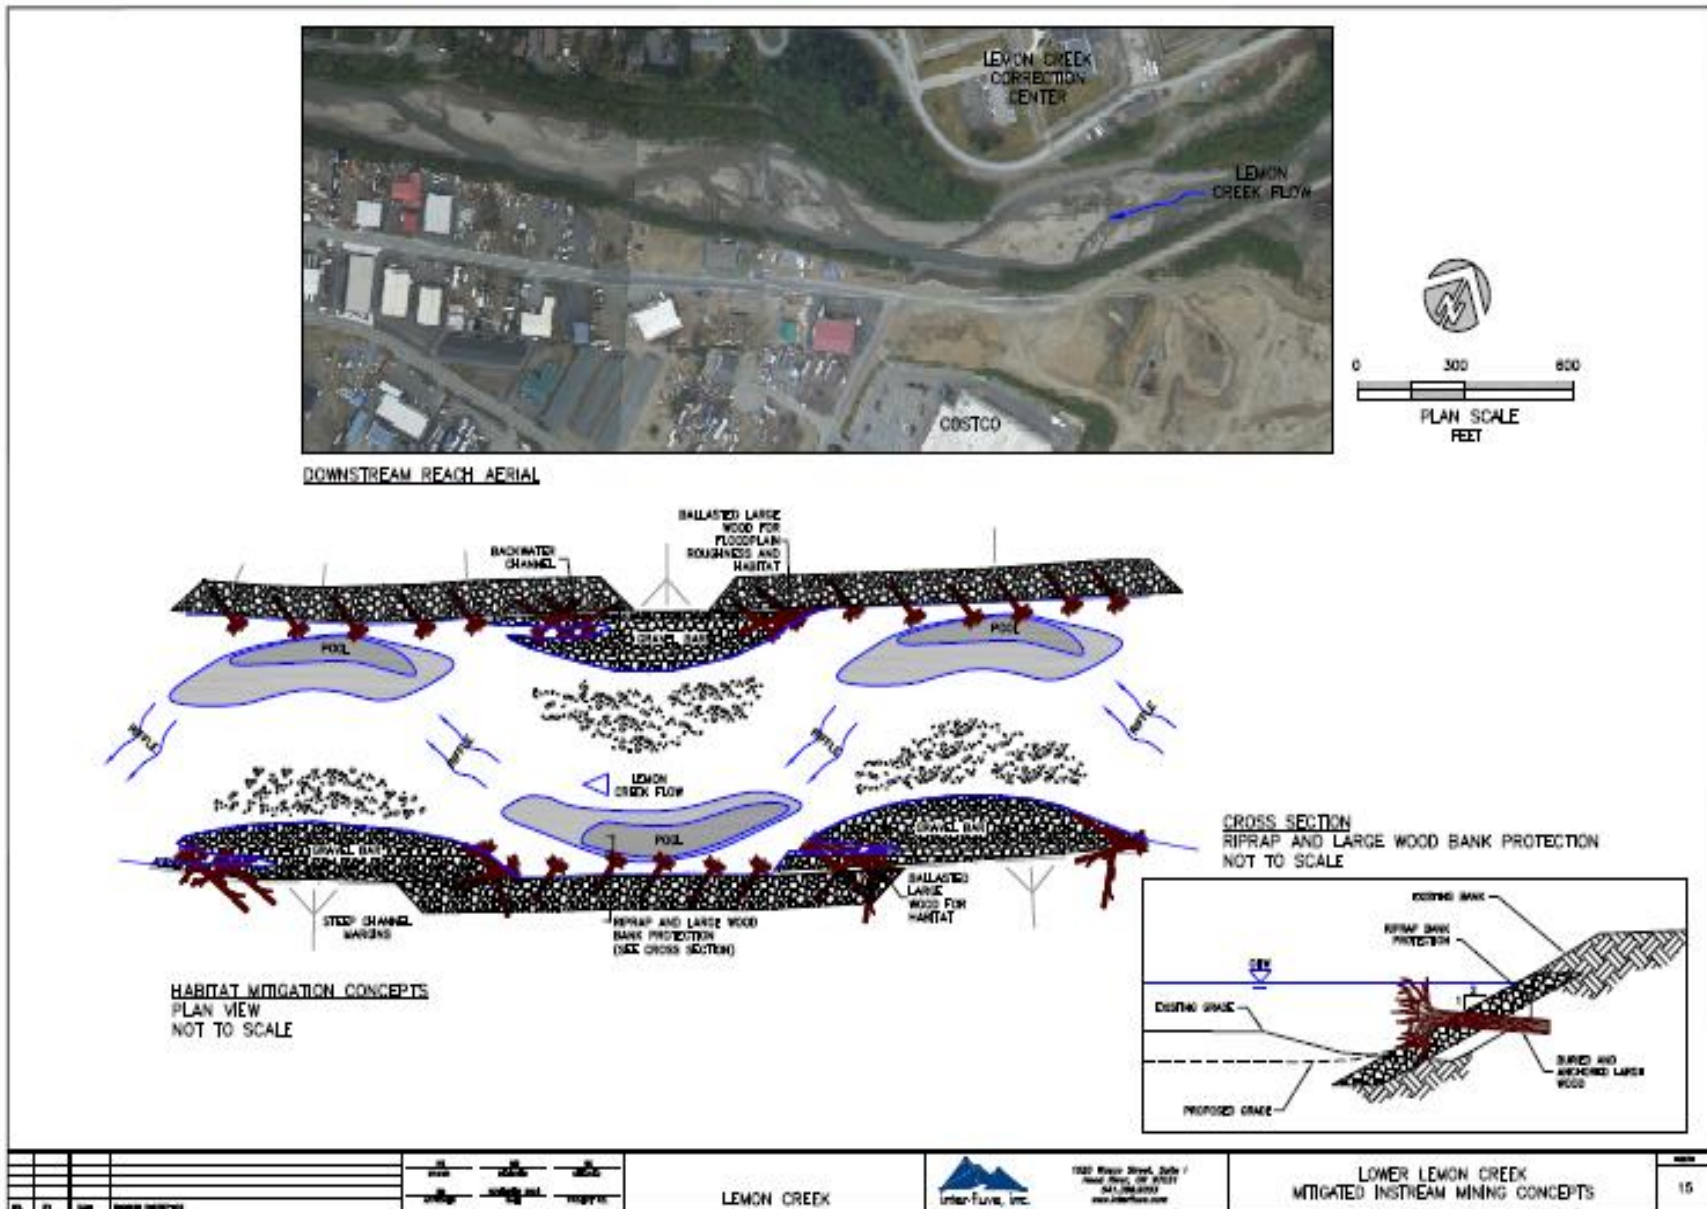 LEMON CREEK
CORRECTION
CENTER
LEMON
CREEK FLOW
COSTCO
0 300 600
PLAN SCALE
FEET
DOWNSTREAM REACH AERIAL
BACKWATER
CHANNEL
BALLASTED LARGE
WOOD FOR
FLOODPLAIN
ROUGHNESS AND
HABITAT
POOL
GRAVEL BAR
POOL
RIFFLE
RIFFLE
RIFFLE
RIFFLE
LEMON
CREEK FLOW
POOL
GRAVEL BAR
GRAVEL BAR
STEEP CHANNEL
MARGINS
RIPRAP AND LARGE WOOD
BANK PROTECTION
(SEE CROSS SECTION)
BALLASTED
LARGE
WOOD FOR
HABITAT
HABITAT MITIGATION CONCEPTS
PLAN VIEW
NOT TO SCALE
CROSS SECTION
RIPRAP AND LARGE WOOD BANK PROTECTION
NOT TO SCALE
EXISTING BANK
RIPRAP BANK
PROTECTION
OHW
EXISTING GRADE
PROPOSED GRADE
BURIED AND
ANCHORED LARGE
WOOD
LEMON CREEK
inter-fluve, inc.
LOWER LEMON CREEK
MITIGATED INSTREAM MINING CONCEPTS
15